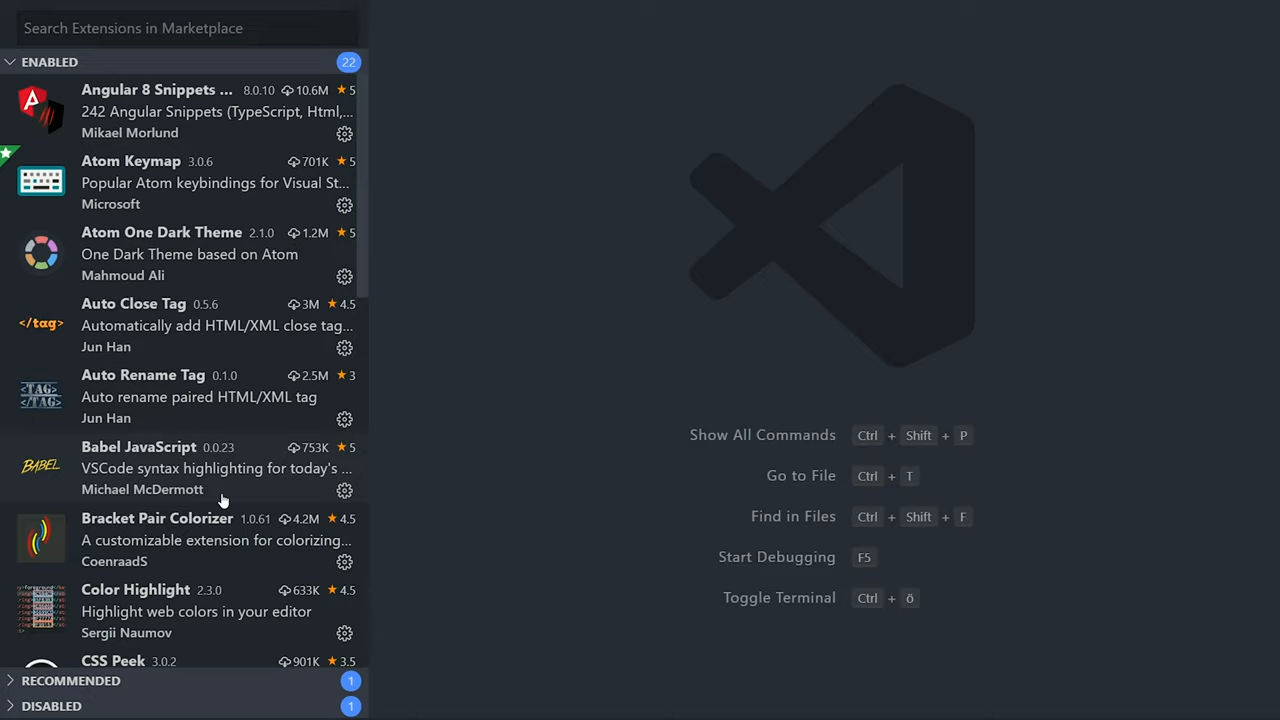 Search Extensions in Marketplace
ENABLED 22
Angular 8 Snippets ... 8.0.10 10.6M ★5
242 Angular Snippets (TypeScript, Html,...
Mikael Morlund
Atom Keymap 3.0.6 701K ★5
Popular Atom keybindings for Visual St...
Microsoft
Atom One Dark Theme 2.1.0 1.2M ★5
One Dark Theme based on Atom
Mahmoud Ali
</tag>
Auto Close Tag 0.5.6 3M ★4.5
Automatically add HTML/XML close tag...
Jun Han
<TAG>
</TAG>
Auto Rename Tag 0.1.0 2.5M ★3
Auto rename paired HTML/XML tag
Jun Han
BABEL
Babel JavaScript 0.0.23 753K ★5
VSCode syntax highlighting for today's ...
Michael McDermott
Bracket Pair Colorizer 1.0.61 4.2M ★4.5
A customizable extension for colorizing...
CoenraadS
Color Highlight 2.3.0 633K ★4.5
Highlight web colors in your editor
Sergii Naumov
CSS Peek 3.0.2 901K ★3.5
RECOMMENDED 1
DISABLED 1
Show All Commands Ctrl + Shift + P
Go to File Ctrl + T
Find in Files Ctrl + Shift + F
Start Debugging F5
Toggle Terminal Ctrl + ö